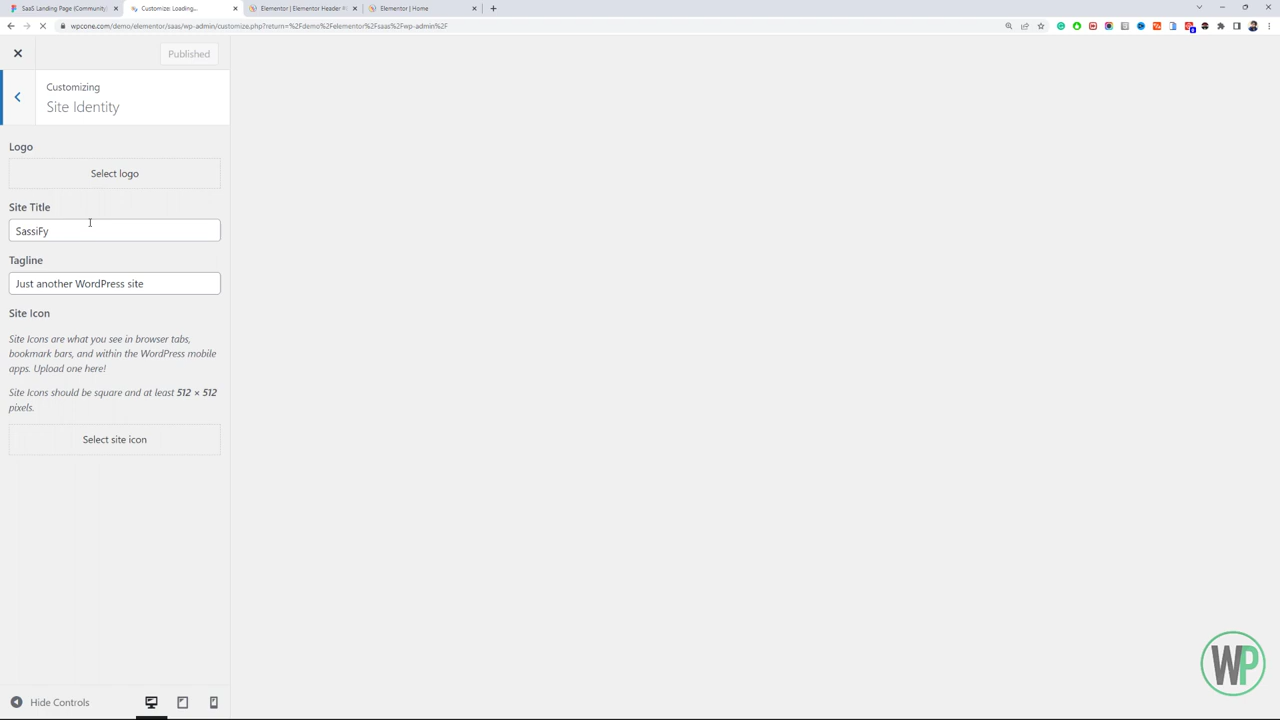 SaaS Landing Page (Community)
Customize: Loading...
Elementor | Elementor Header
Elementor | Home
wpcone.com/demo/elementor/saas/wp-admin/customize.php?return=%2Fdemo%2Felementor%2Fsaas%2Fwp-admin%2F
Published
Customizing
Site Identity
Logo
Select logo
Site Title
SassiFy
Tagline
Just another WordPress site
Site Icon
Site Icons are what you see in browser tabs,
bookmark bars, and within the WordPress mobile
apps. Upload one here!
Site Icons should be square and at least 512 × 512
pixels.
Select site icon
Hide Controls
WP